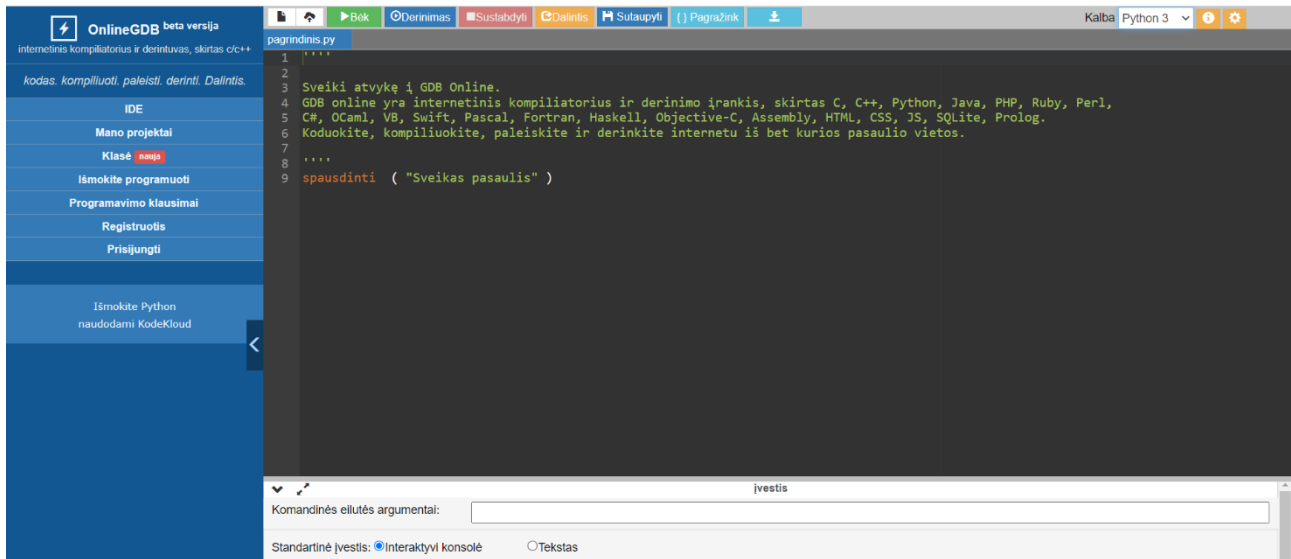 OnlineGDB beta versija
internetinis kompiliatorius ir derintuvas, skirtas c/c++
kodas. kompiliuoti. paleisti. derinti. Dalintis.
IDE
Mano projektai
Klasė nauja
Išmokite programuoti
Programavimo klausimai
Registruotis
Prisijungti
Išmokite Python
naudodami KodeKloud
Bėk Derinimas Sustabdyti Dalintis Sutaupyti { } Pagražink
Kalba Python 3
pagrindinis.py
1 ''''
2
3 Sveiki atvykę į GDB Online.
4 GDB online yra internetinis kompiliatorius ir derinimo įrankis, skirtas C, C++, Python, Java, PHP, Ruby, Perl,
5 C#, OCaml, VB, Swift, Pascal, Fortran, Haskell, Objective-C, Assembly, HTML, CSS, JS, SQLite, Prolog.
6 Koduokite, kompiliuokite, paleiskite ir derinkite internetu iš bet kurios pasaulio vietos.
7
8 ''''
9 spausdinti ( "Sveikas pasaulis" )
įvestis
Komandinės eilutės argumentai:
Standartinė įvestis: Interaktyvi konsolė Tekstas